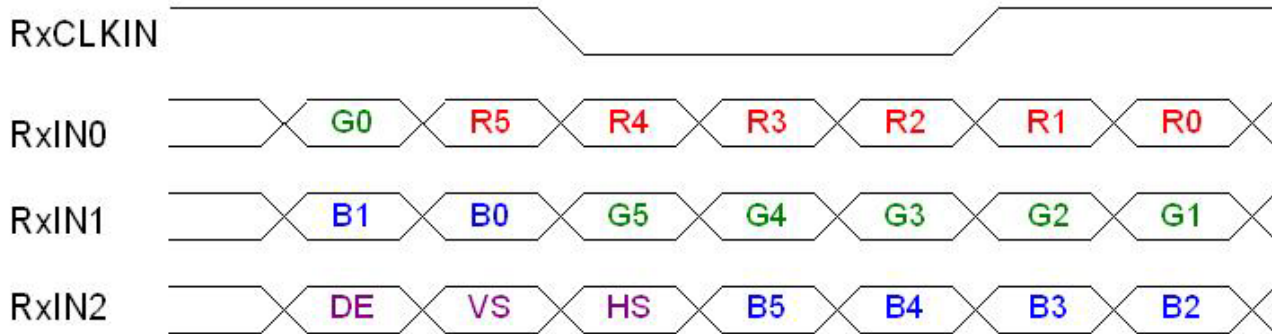 RxCLKIN
RxIN0 G0 R5 R4 R3 R2 R1 R0
RxIN1 B1 B0 G5 G4 G3 G2 G1
RxIN2 DE VS HS B5 B4 B3 B2